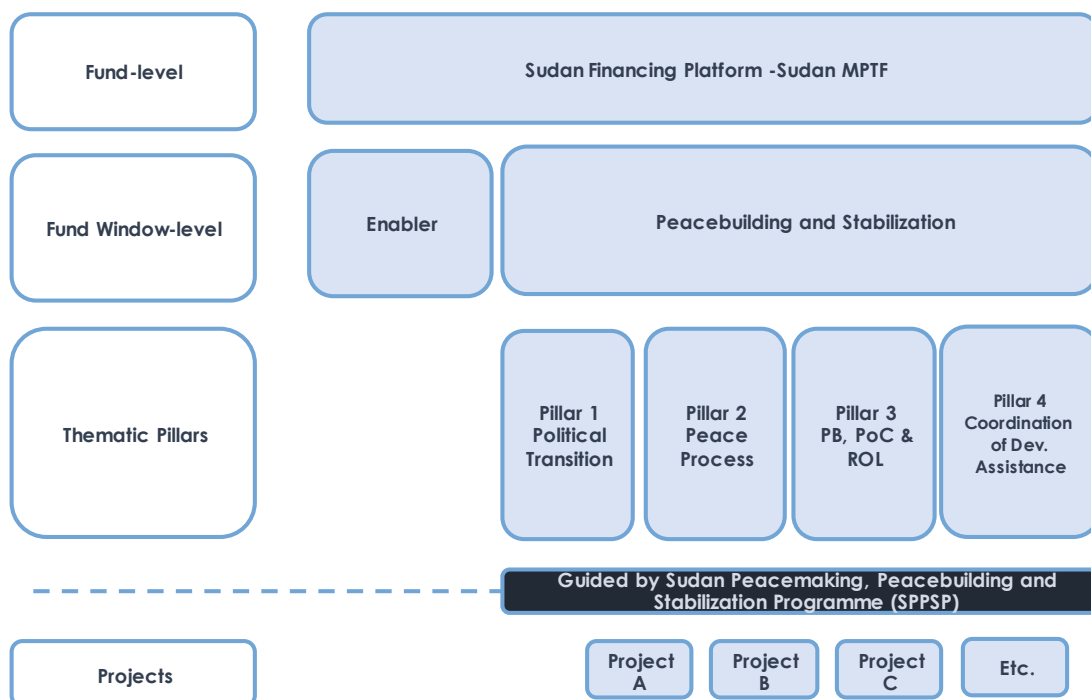 Fund-level
Sudan Financing Platform -Sudan MPTF
Fund Window-level
Enabler
Peacebuilding and Stabilization
Thematic Pillars
Pillar 1
Political
Transition
Pillar 2
Peace
Process
Pillar 3
PB, PoC &
ROL
Pillar 4
Coordination
of Dev.
Assistance
Guided by Sudan Peacemaking, Peacebuilding and
Stabilization Programme (SPPSP)
Projects
Project
A
Project
B
Project
C
Etc.